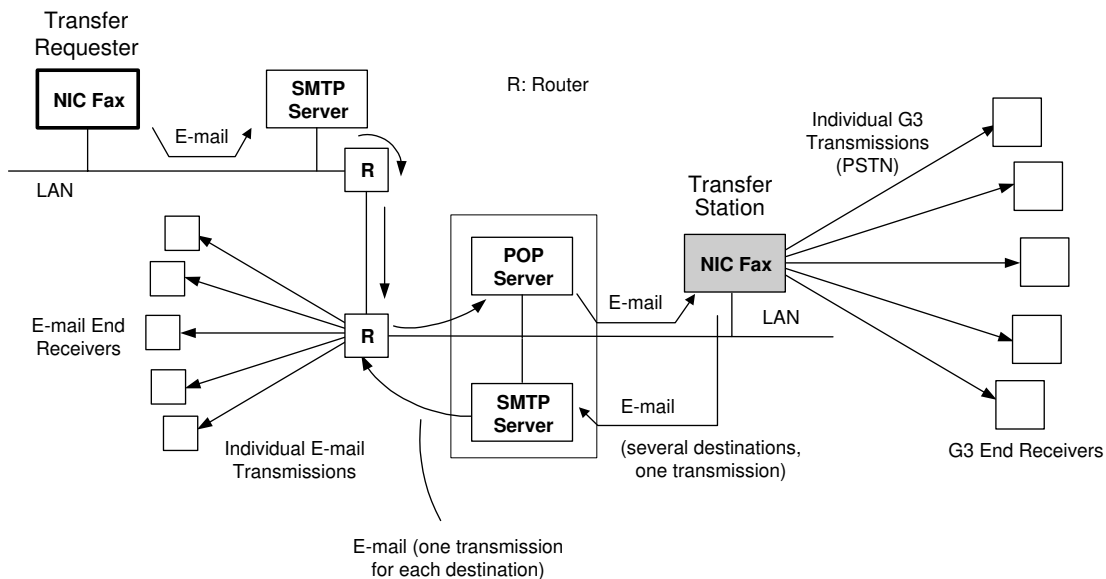 Transfer
Requester
NIC Fax
E-mail
SMTP
Server
R: Router
R
LAN
Individual G3
Transmissions
(PSTN)
Transfer
Station
NIC Fax
POP
Server
E-mail
LAN
E-mail End
Receivers
R
SMTP
Server
E-mail
(several destinations,
one transmission)
Individual E-mail
Transmissions
G3 End Receivers
E-mail (one transmission
for each destination)